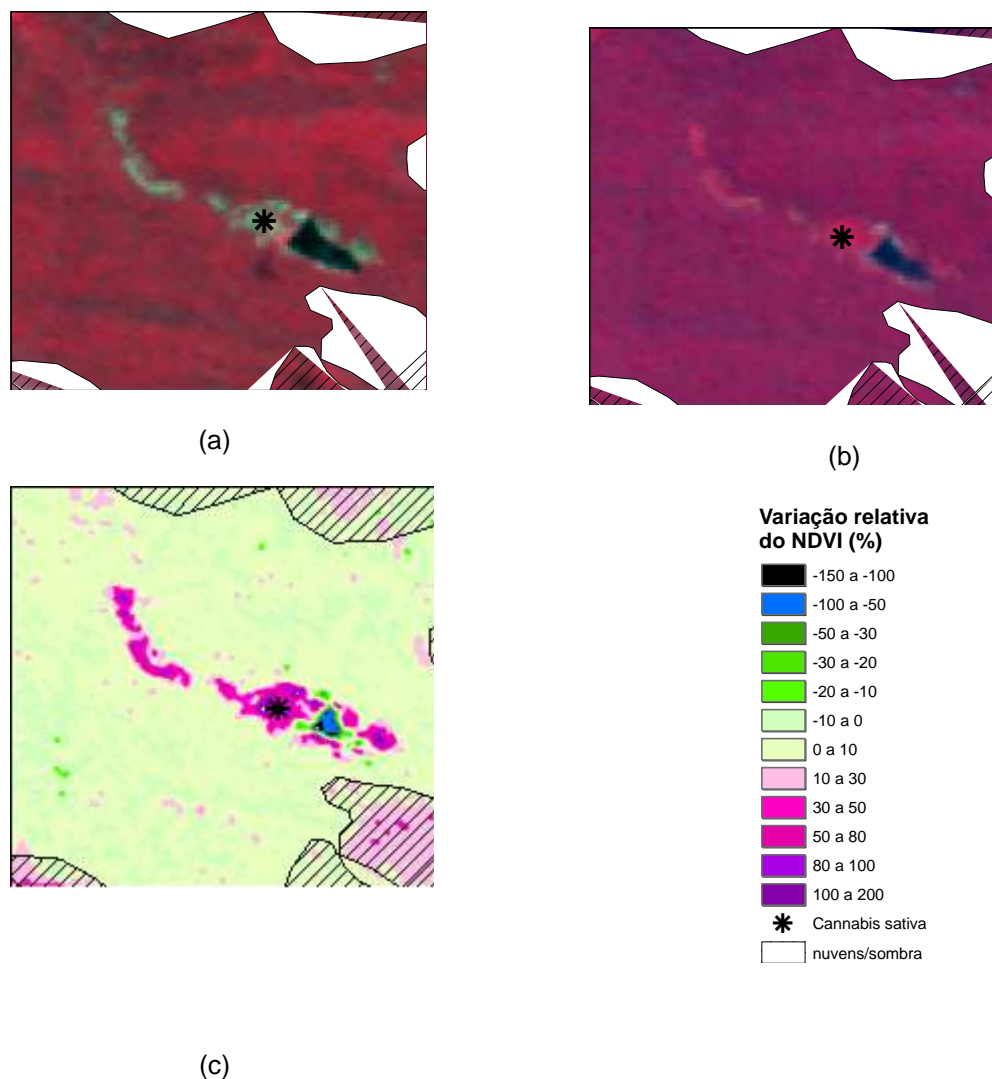 (a)
(b)
Variação relativa
do NDVI (%)
-150 a -100
-100 a -50
-50 a -30
-30 a -20
-20 a -10
-10 a 0
0 a 10
10 a 30
30 a 50
50 a 80
80 a 100
100 a 200
Cannabis sativa
nuvens/sombra
(c)